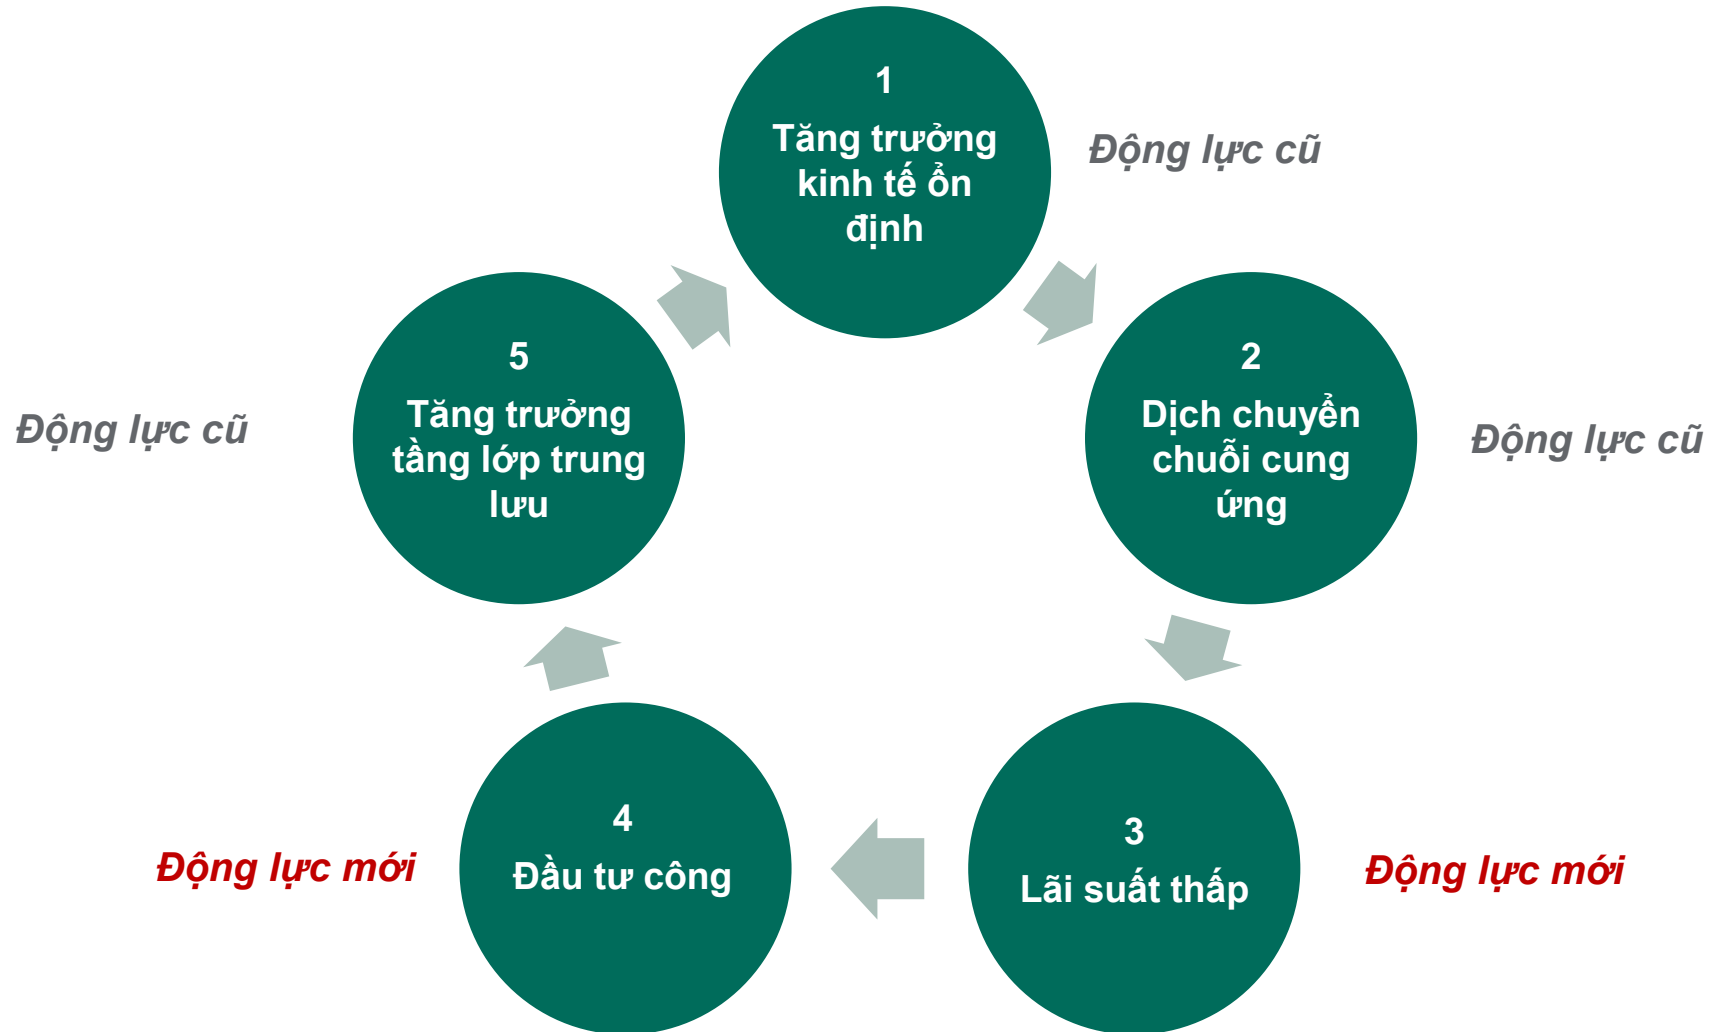 1
Tăng trưởng
kinh tế ổn
định
Động lực cũ
2
Dịch chuyển
chuỗi cung
ứng
Động lực cũ
3
Lãi suất thấp
Động lực mới
4
Đầu tư công
Động lực mới
5
Tăng trưởng
tầng lớp trung
lưu
Động lực cũ